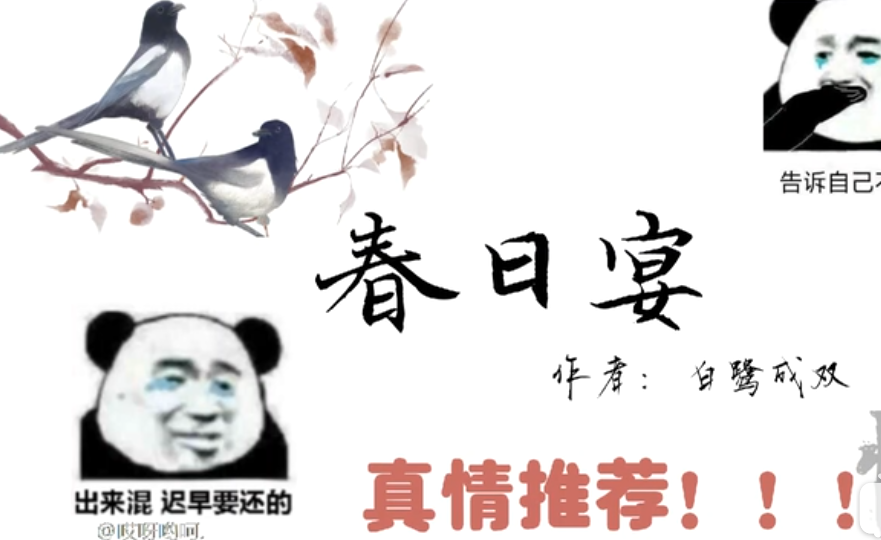 告诉自己不
春日宴
作者：白鹭成双
出来混 迟早要还的
@哎呀哟呵.
真情推荐！！！